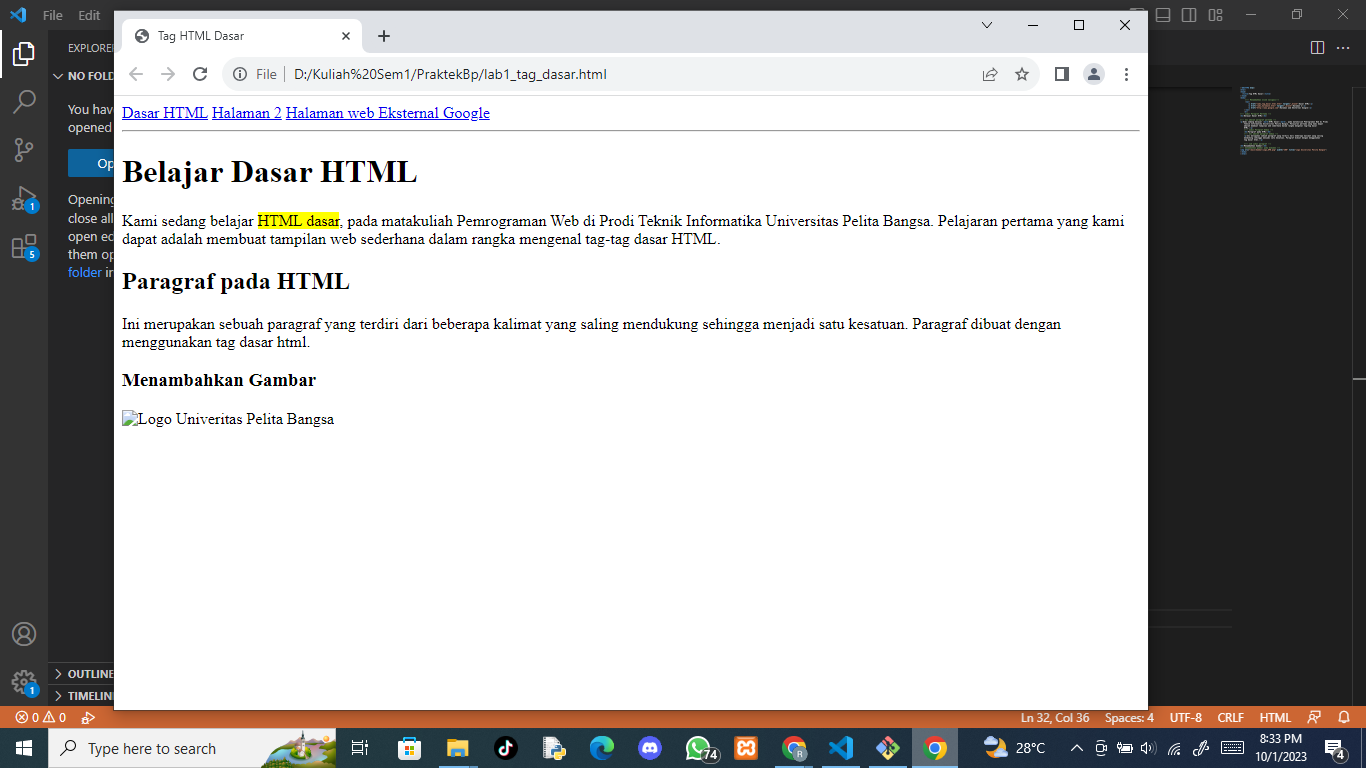 File Edit
Tag HTML Dasar
File D:/Kuliah%20Sem1/PraktekBp/lab1_tag_dasar.html
EXPLORE
NO FOLD
You hav
opened
Op
Opening
close all
open ed
them op
folder in
OUTLINE
TIMELIN
Dasar HTML Halaman 2 Halaman web Eksternal Google
Belajar Dasar HTML
Kami sedang belajar HTML dasar, pada matakuliah Pemrograman Web di Prodi Teknik Informatika Universitas Pelita Bangsa. Pelajaran pertama yang kami
dapat adalah membuat tampilan web sederhana dalam rangka mengenal tag-tag dasar HTML.
Paragraf pada HTML
Ini merupakan sebuah paragraf yang terdiri dari beberapa kalimat yang saling mendukung sehingga menjadi satu kesatuan. Paragraf dibuat dengan
menggunakan tag dasar html.
Menambahkan Gambar
Logo Univeritas Pelita Bangsa
1
5
1
0 0
Ln 32, Col 36 Spaces: 4 UTF-8 CRLF HTML
Type here to search
74
R
28°C
8:33 PM
10/1/2023
4